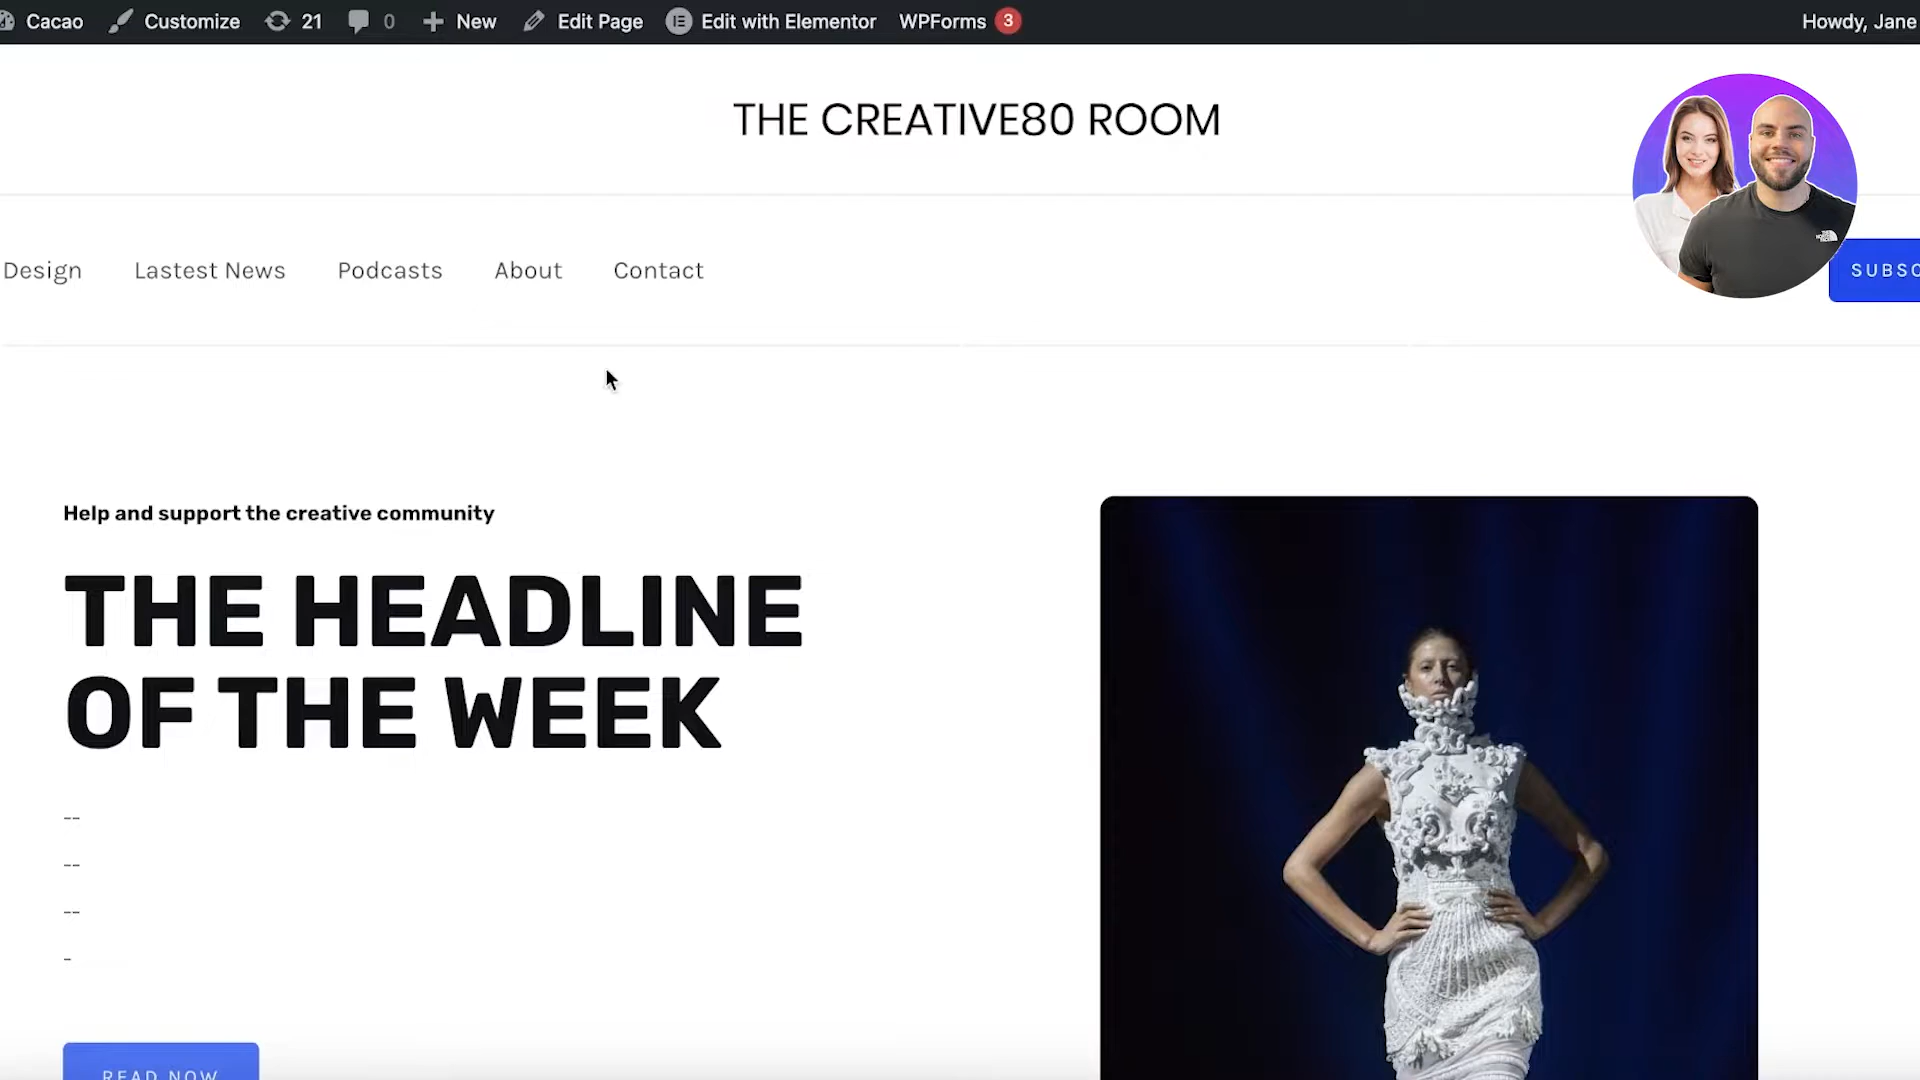 Cacao Customize 21 0 New Edit Page Edit with Elementor WPForms 3 Howdy, Jane
THE CREATIVE80 ROOM
Design Lastest News Podcasts About Contact SUBSC
Help and support the creative community
THE HEADLINE
OF THE WEEK
--
--
--
-
READ NOW